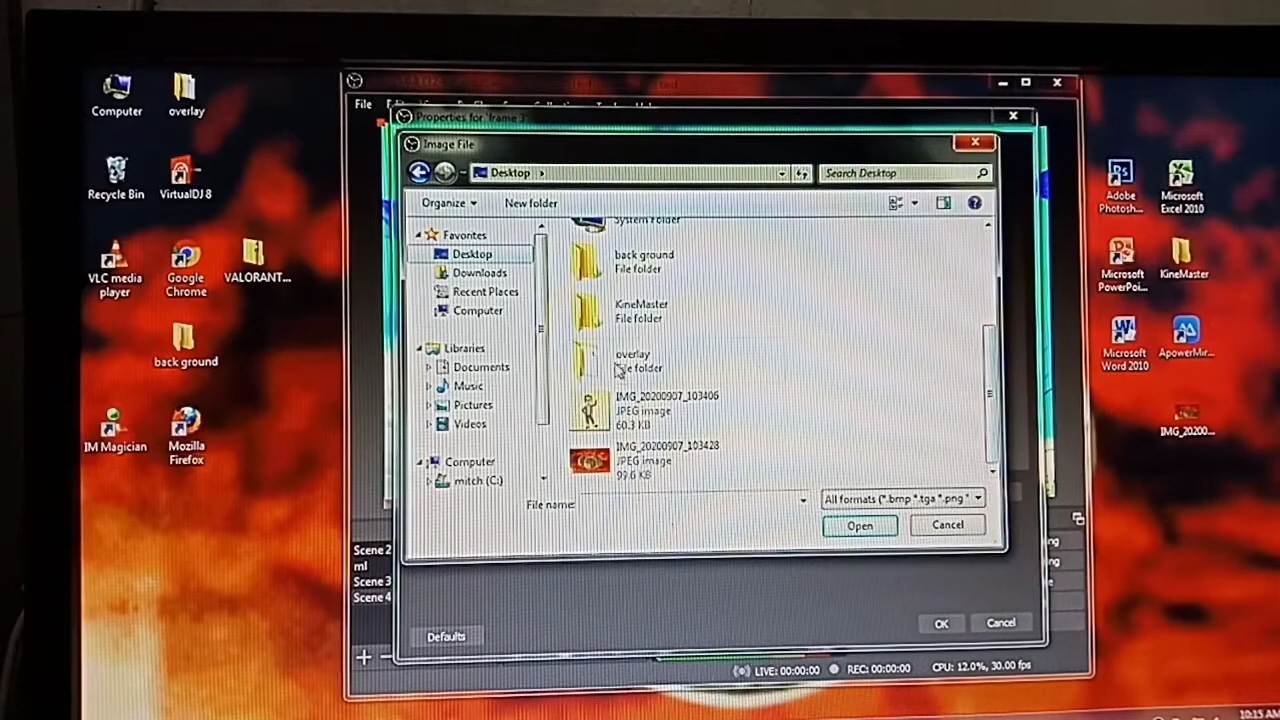 Computer
overlay
Recycle Bin
VirtualDJ 8
VLC media
player
Google
Chrome
VALORANT...
back ground
IM Magician
Mozilla
Firefox
File
Properties for 'frame 3'
Image File
Desktop
Search Desktop
Organize
New folder
Favorites
Desktop
Downloads
Recent Places
Computer
Libraries
Documents
Music
Pictures
Videos
Computer
mitch (C:)
System Folder
back ground
File folder
KineMaster
File folder
overlay
folder
IMG_20200907_103406
JPEG image
60.3 KB
IMG_20200907_103428
JPEG image
99.6 KB
File name:
All formats (*.bmp *.tga *.png *
Open
Cancel
Scene 2
ml
Scene 3
Scene 4
Defaults
OK
Cancel
LIVE: 00:00:00
REC: 00:00:00
CPU: 12.0%, 30.00 fps
Adobe
Photosh...
Microsoft
Excel 2010
Microsoft
PowerPoi...
KineMaster
Microsoft
Word 2010
ApowerMir...
IMG_20200...
10:15 AM